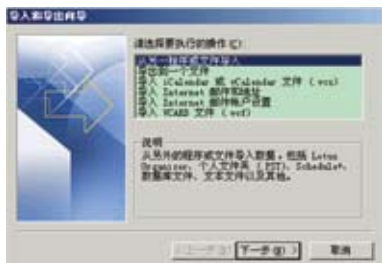 导入和导出向导
请选择要执行的操作(C):
从另一程序或文件导入
导出到一个文件
导入 iCalendar 或 vCalendar 文件 (vcs)
导入 Internet 邮件和地址
导入 Internet 邮件帐户设置
导入 VCARD 文件 (vcf)
说明
从另外的程序或文件导入数据,包括 Lotus
Organizer、个人文件夹 (PST)、Schedule+、
数据库文件、文本文件以及其他。
<上一步(B)
下一步(N) >
取消